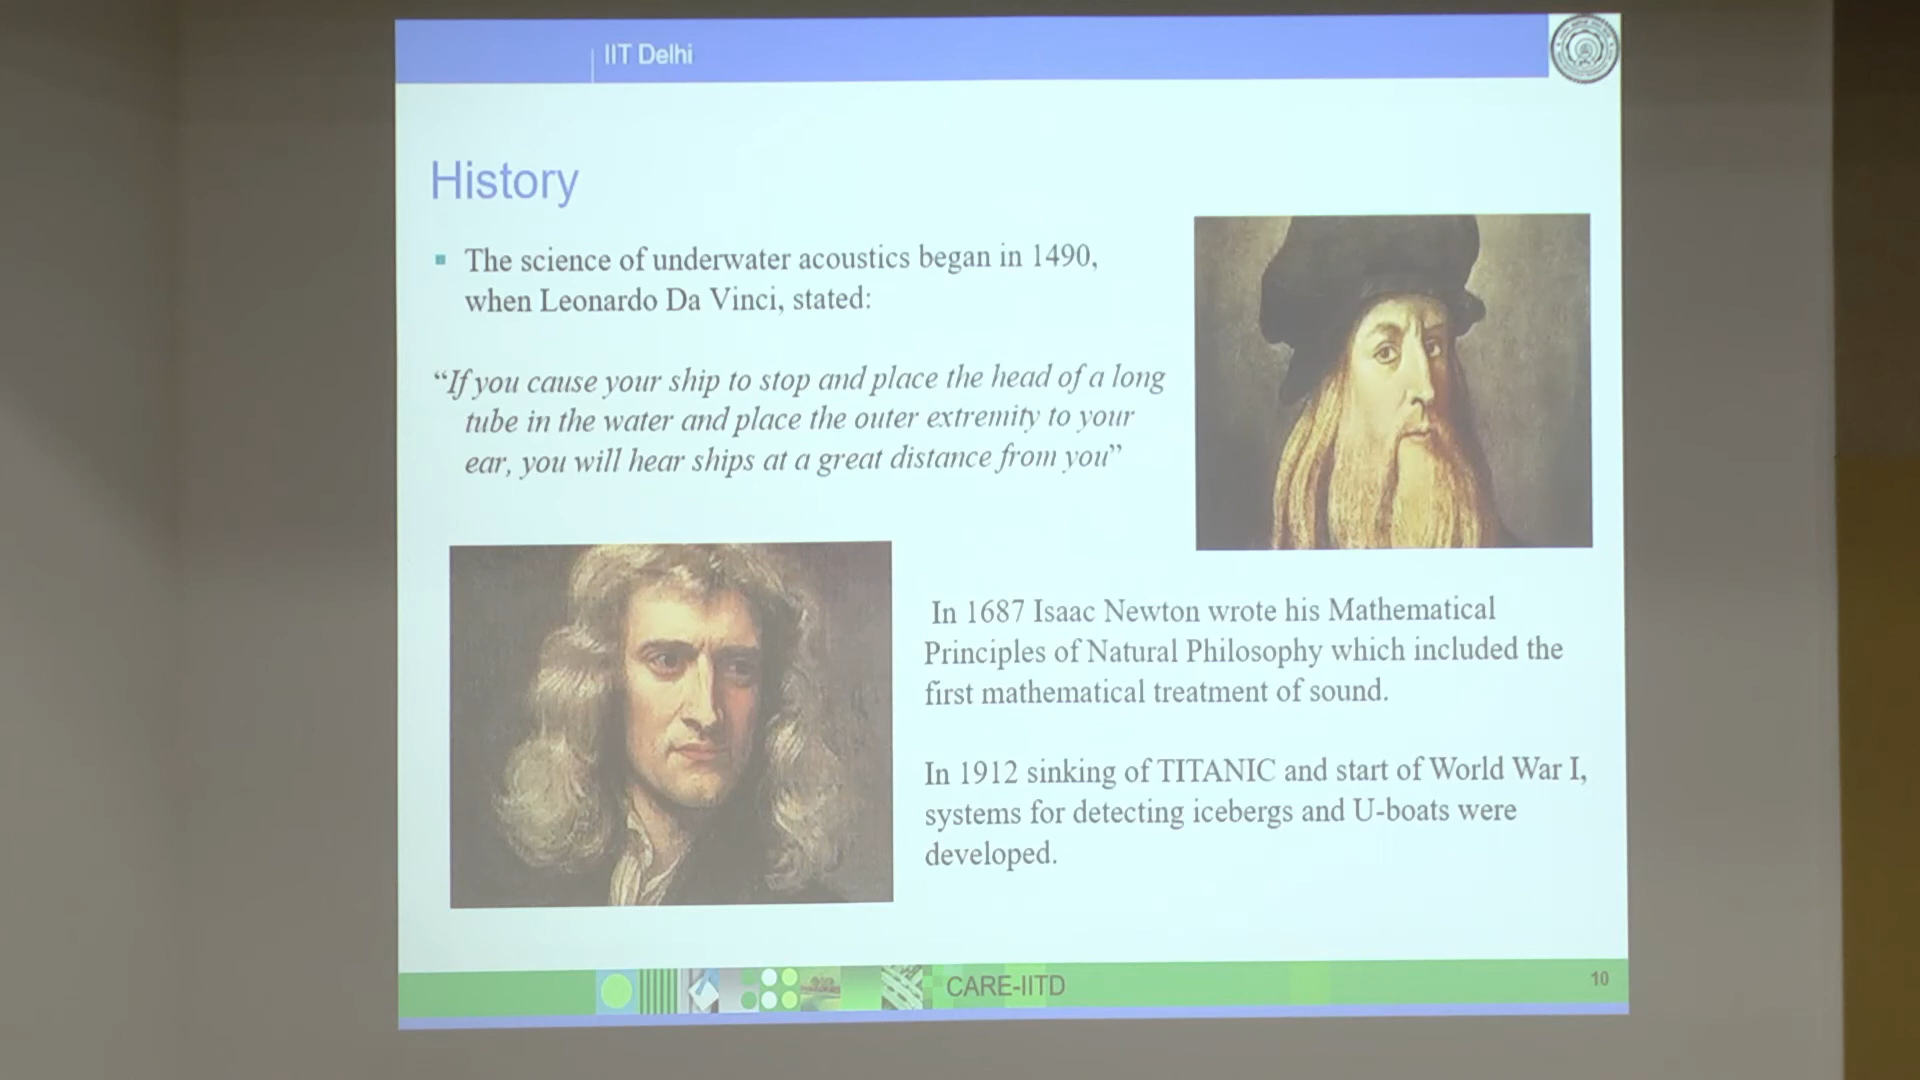 IIT Delhi
History
The science of underwater acoustics began in 1490,
when Leonardo Da Vinci, stated:
“If you cause your ship to stop and place the head of a long
tube in the water and place the outer extremity to your
ear, you will hear ships at a great distance from you”
In 1687 Isaac Newton wrote his Mathematical
Principles of Natural Philosophy which included the
first mathematical treatment of sound.
In 1912 sinking of TITANIC and start of World War I,
systems for detecting icebergs and U-boats were
developed.
CARE-IITD
10